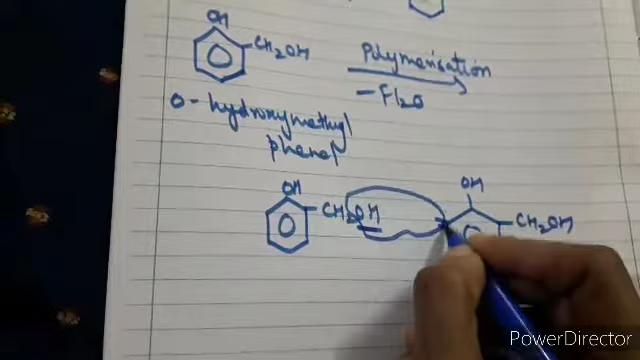 OH
CH2OH
Polymerisation
-H2O
O-hydroxymethyl
phenol
OH
OH
CH2OH
CH2OH
PowerDirector